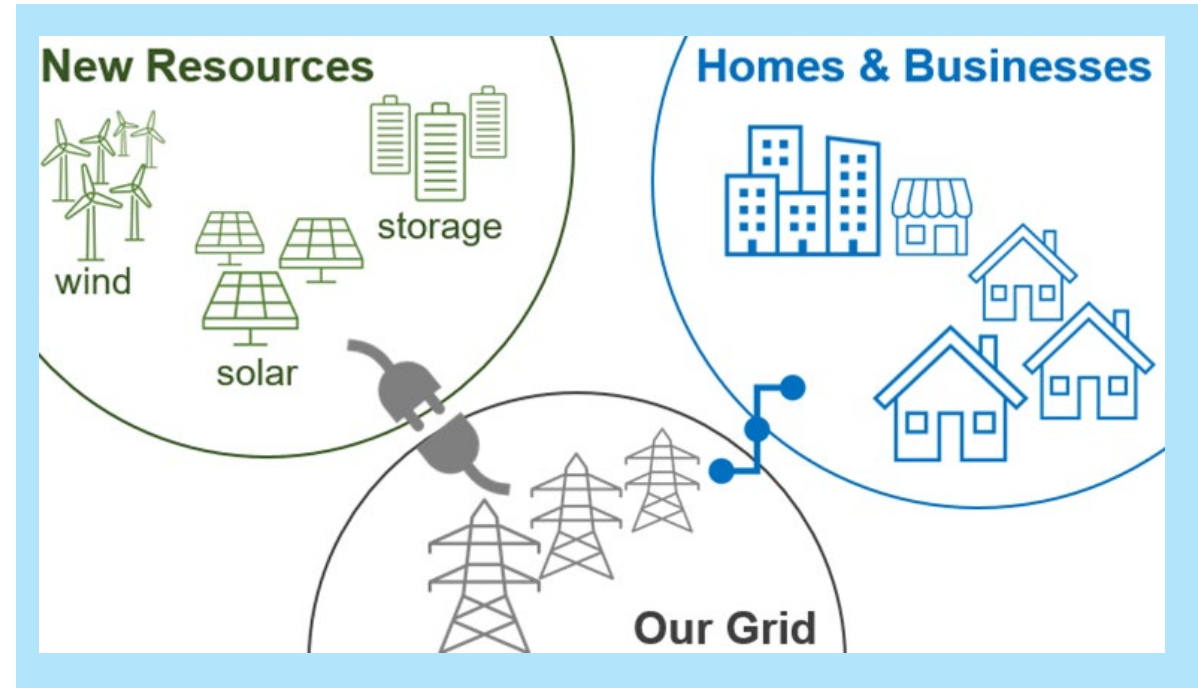 New Resources
Homes & Businesses
storage
wind
solar
Our Grid